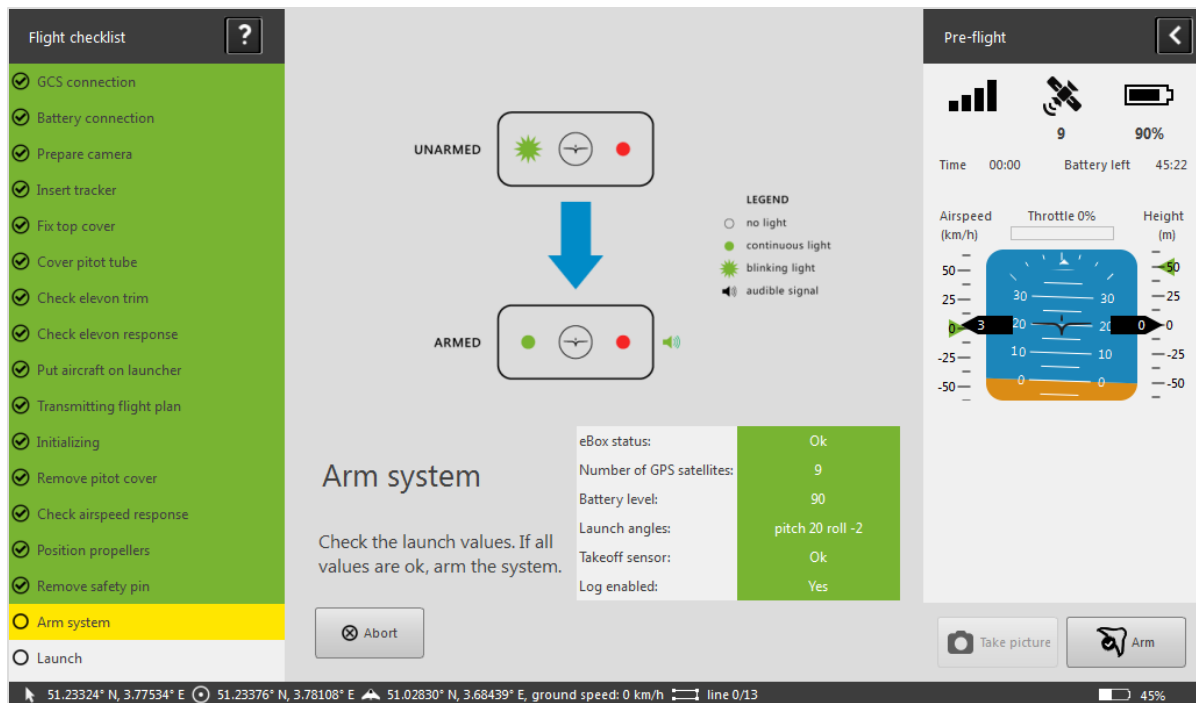 Flight checklist
?
GCS connection
Battery connection
Prepare camera
Insert tracker
Fix top cover
Cover pitot tube
Check elevon trim
Check elevon response
Put aircraft on launcher
Transmitting flight plan
Initializing
Remove pitot cover
Check airspeed response
Position propellers
Remove safety pin
Arm system
Launch
UNARMED
ARMED
LEGEND
no light
continuous light
blinking light
audible signal
Arm system
Check the launch values. If all
values are ok, arm the system.
eBox status: Ok
Number of GPS satellites: 9
Battery level: 90
Launch angles: pitch 20 roll -2
Takeoff sensor: Ok
Log enabled: Yes
Abort
Pre-flight
9 90%
Time 00:00 Battery left 45:22
Airspeed Throttle 0% Height
(km/h) (m)
50 50
25 30 30 25
0 3 20 20 0 0
-25 10 10 -25
-50 0 0 -50
Take picture
Arm
51.23324° N, 3.77534° E 51.23376° N, 3.78108° E 51.02830° N, 3.68439° E, ground speed: 0 km/h line 0/13 45%